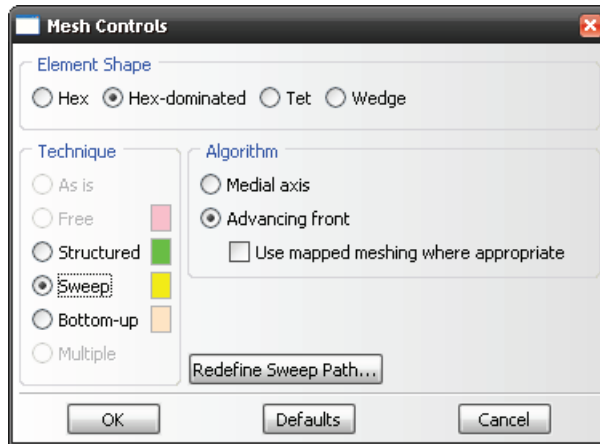 Mesh Controls
Element Shape
Hex Hex-dominated Tet Wedge
Technique
As is
Free
Structured
Sweep
Bottom-up
Multiple
Algorithm
Medial axis
Advancing front
Use mapped meshing where appropriate
Redefine Sweep Path...
OK Defaults Cancel